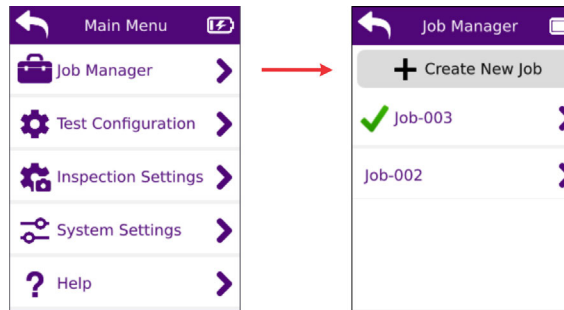 Main Menu
Job Manager
Test Configuration
Inspection Settings
System Settings
? Help
Job Manager
+ Create New Job
Job-003
Job-002